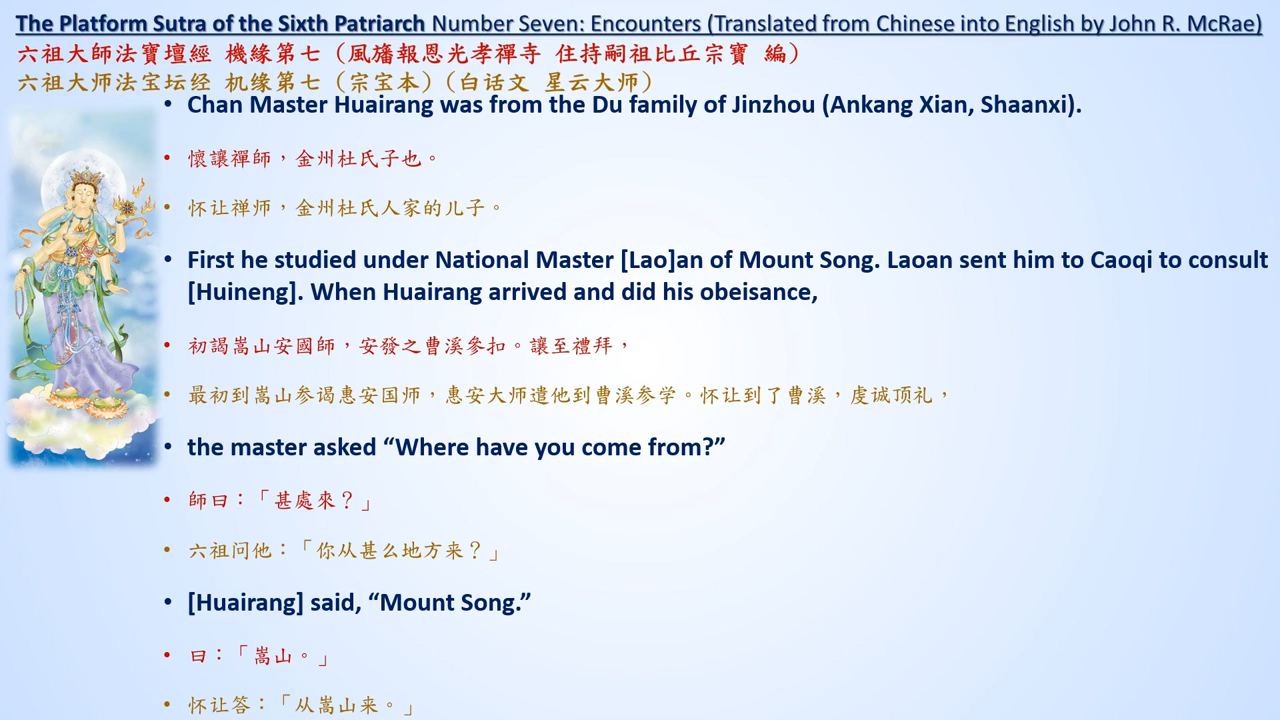 The Platform Sutra of the Sixth Patriarch Number Seven: Encounters (Translated from Chinese into English by John R. McRae)
六祖大師法寶壇經 機緣第七（風旛報恩光孝禪寺 住持嗣祖比丘宗寶 編）
六祖大师法宝坛经 机缘第七（宗宝本）（白话文 星云大师）
• Chan Master Huairang was from the Du family of Jinzhou (Ankang Xian, Shaanxi).
• 懷讓禪師，金州杜氏子也。
• 怀让禅师，金州杜氏人家的儿子。
• First he studied under National Master [Lao]an of Mount Song. Laoan sent him to Caoqi to consult
[Huineng]. When Huairang arrived and did his obeisance,
• 初謁嵩山安國師，安發之曹溪參扣。讓至禮拜，
• 最初到嵩山参谒惠安国师，惠安大师遣他到曹溪参学。怀让到了曹溪，虔诚顶礼，
• the master asked “Where have you come from?”
• 師曰：「甚處來？」
• 六祖问他：「你从甚么地方来？」
• [Huairang] said, “Mount Song.”
• 曰：「嵩山。」
• 怀让答：「从嵩山来。」